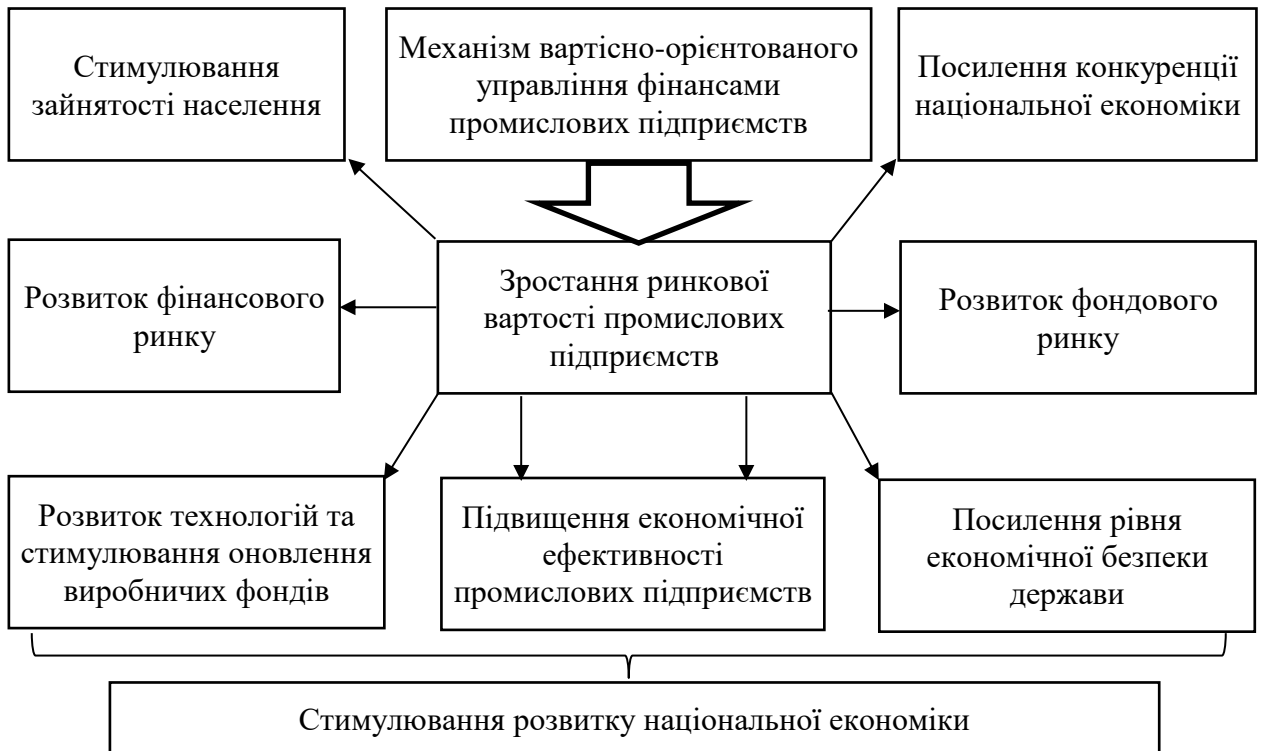 Стимулювання
зайнятості населення
Механізм вартісно-орієнтованого
управління фінансами
промислових підприємств
Посилення конкуренції
національної економіки
Розвиток фінансового
ринку
Зростання ринкової
вартості промислових
підприємств
Розвиток фондового
ринку
Розвиток технологій та
стимулювання оновлення
виробничих фондів
Підвищення економічної
ефективності
промислових підприємств
Посилення рівня
економічної безпеки
держави
Стимулювання розвитку національної економіки